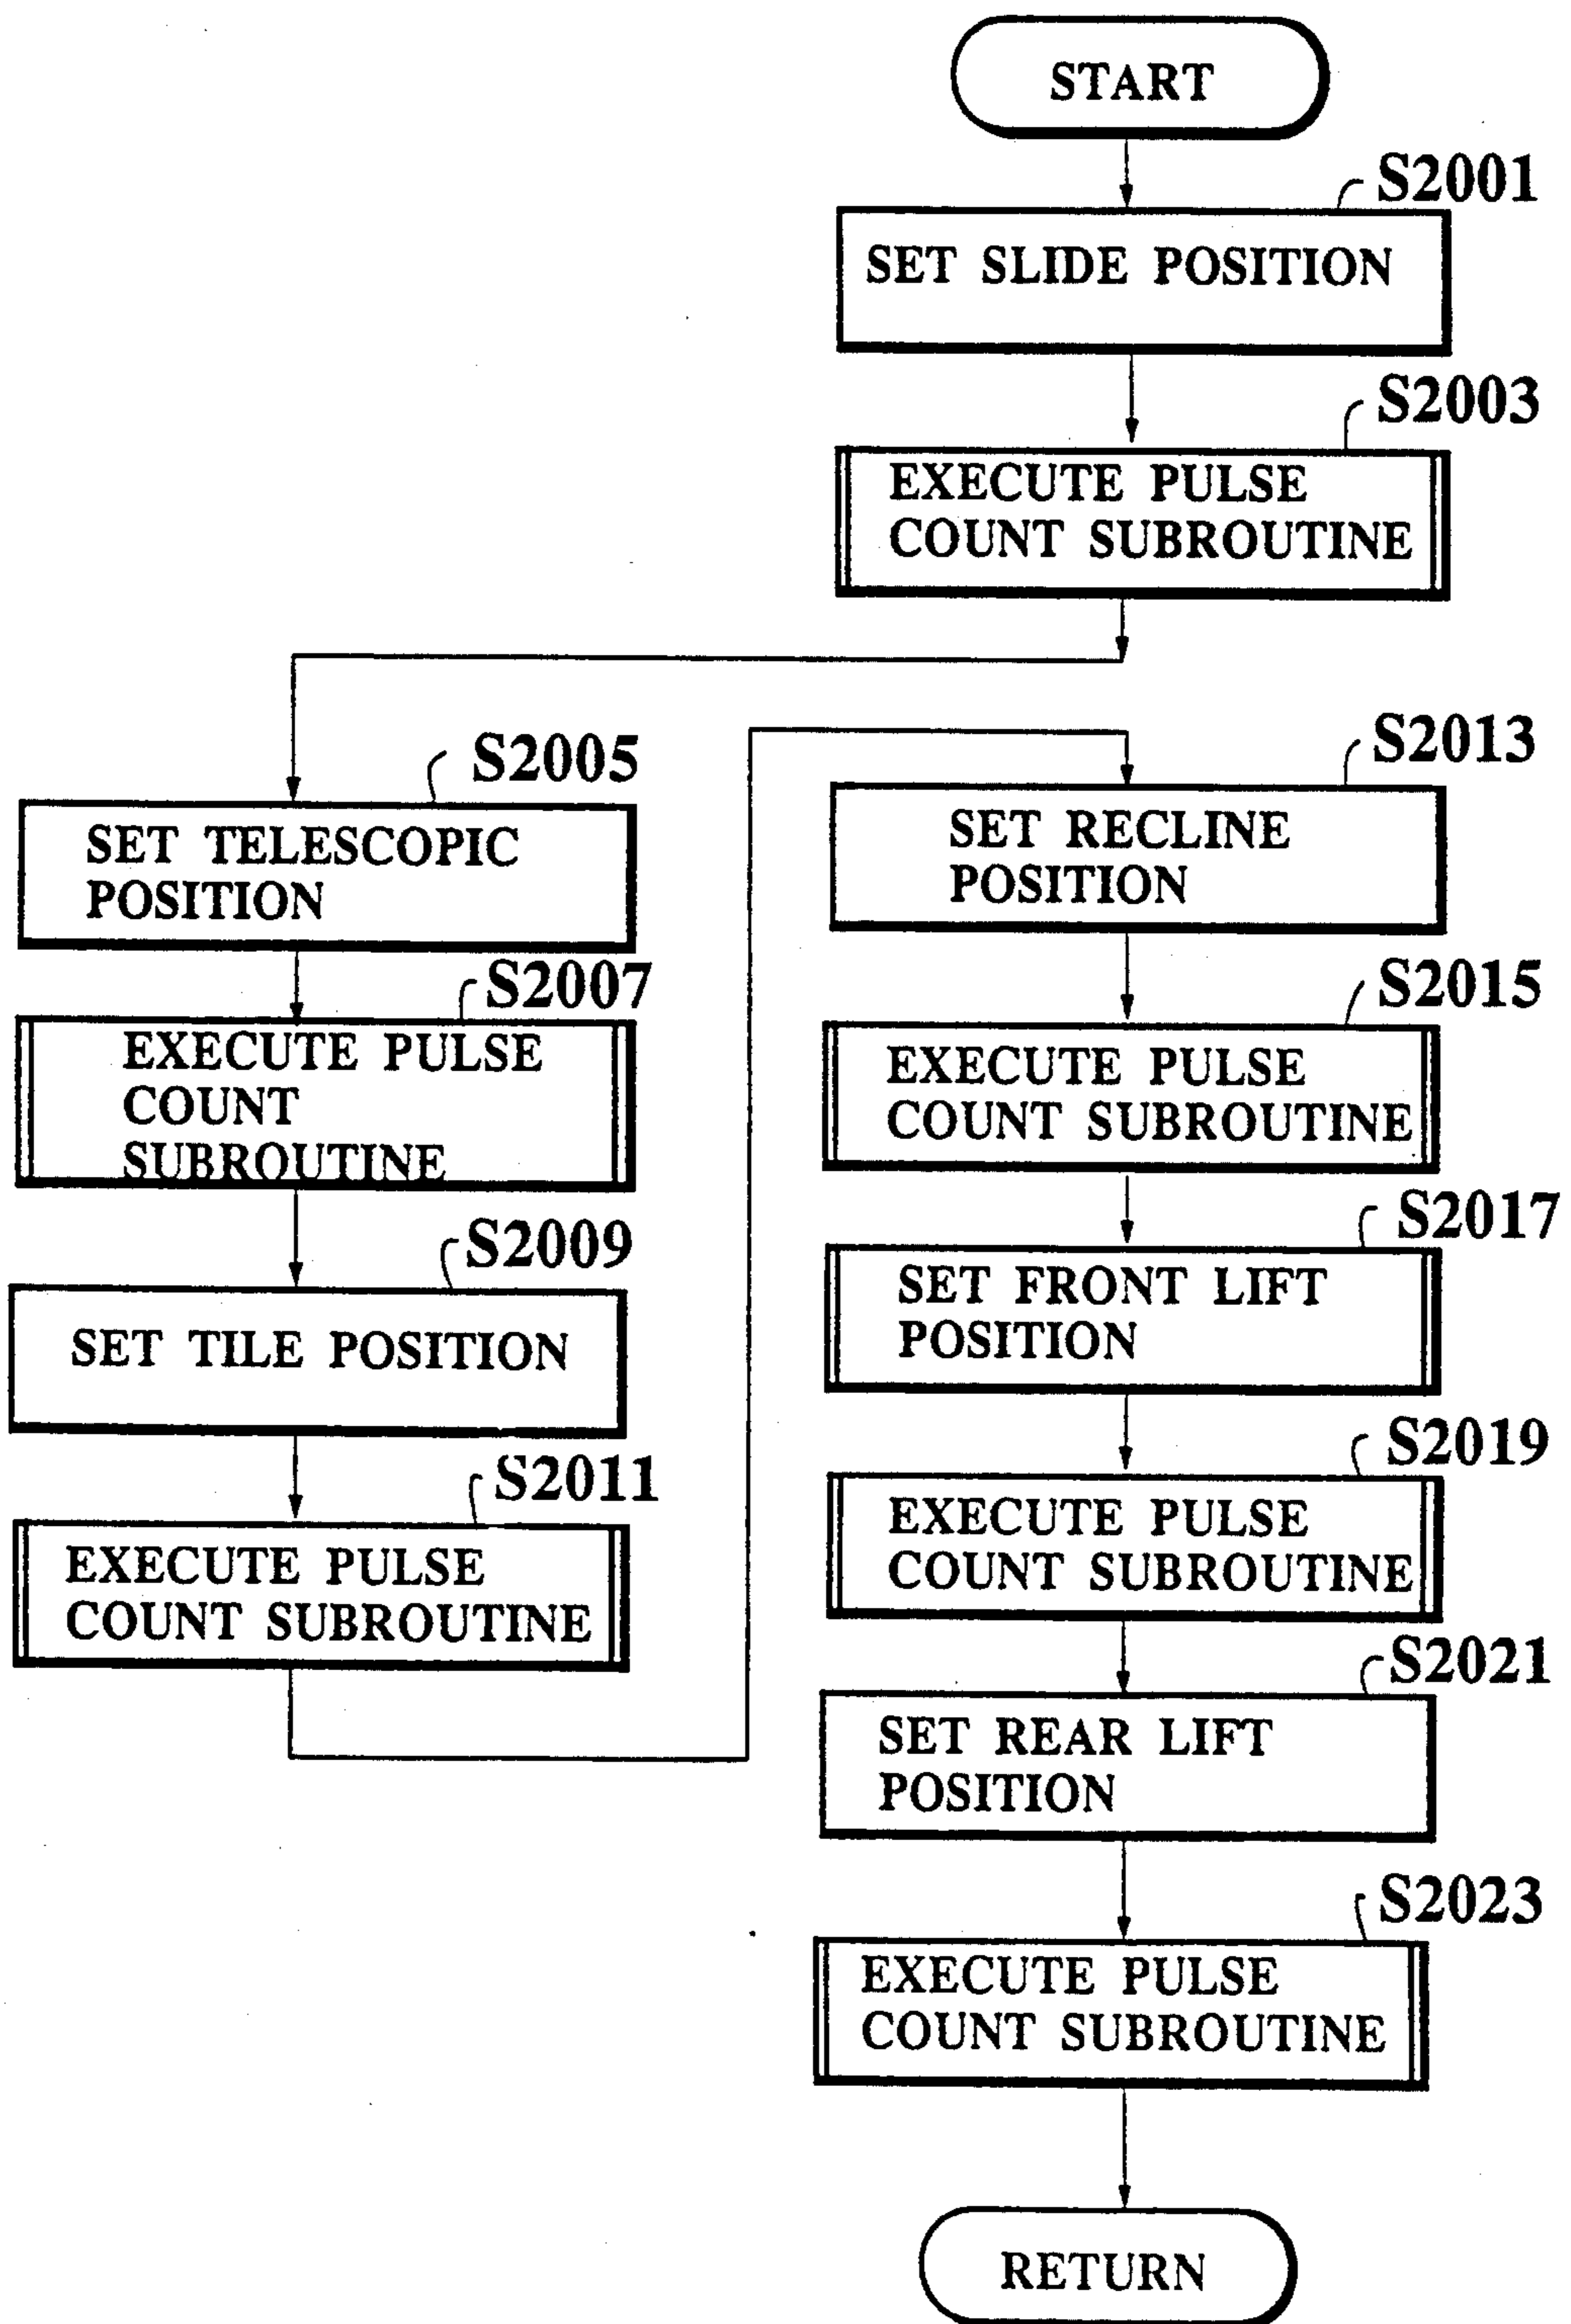 START
S2001
SET SLIDE POSITION
S2003
EXECUTE PULSE
COUNT SUBROUTINE
S2005
SET TELESCOPIC
POSITION
S2007
EXECUTE PULSE
COUNT
SUBROUTINE
S2009
SET TILE POSITION
S2011
EXECUTE PULSE
COUNT SUBROUTINE
S2013
SET RECLINE
POSITION
S2015
EXECUTE PULSE
COUNT SUBROUTINE
S2017
SET FRONT LIFT
POSITION
S2019
EXECUTE PULSE
COUNT SUBROUTINE
S2021
SET REAR LIFT
POSITION
S2023
EXECUTE PULSE
COUNT SUBROUTINE
RETURN